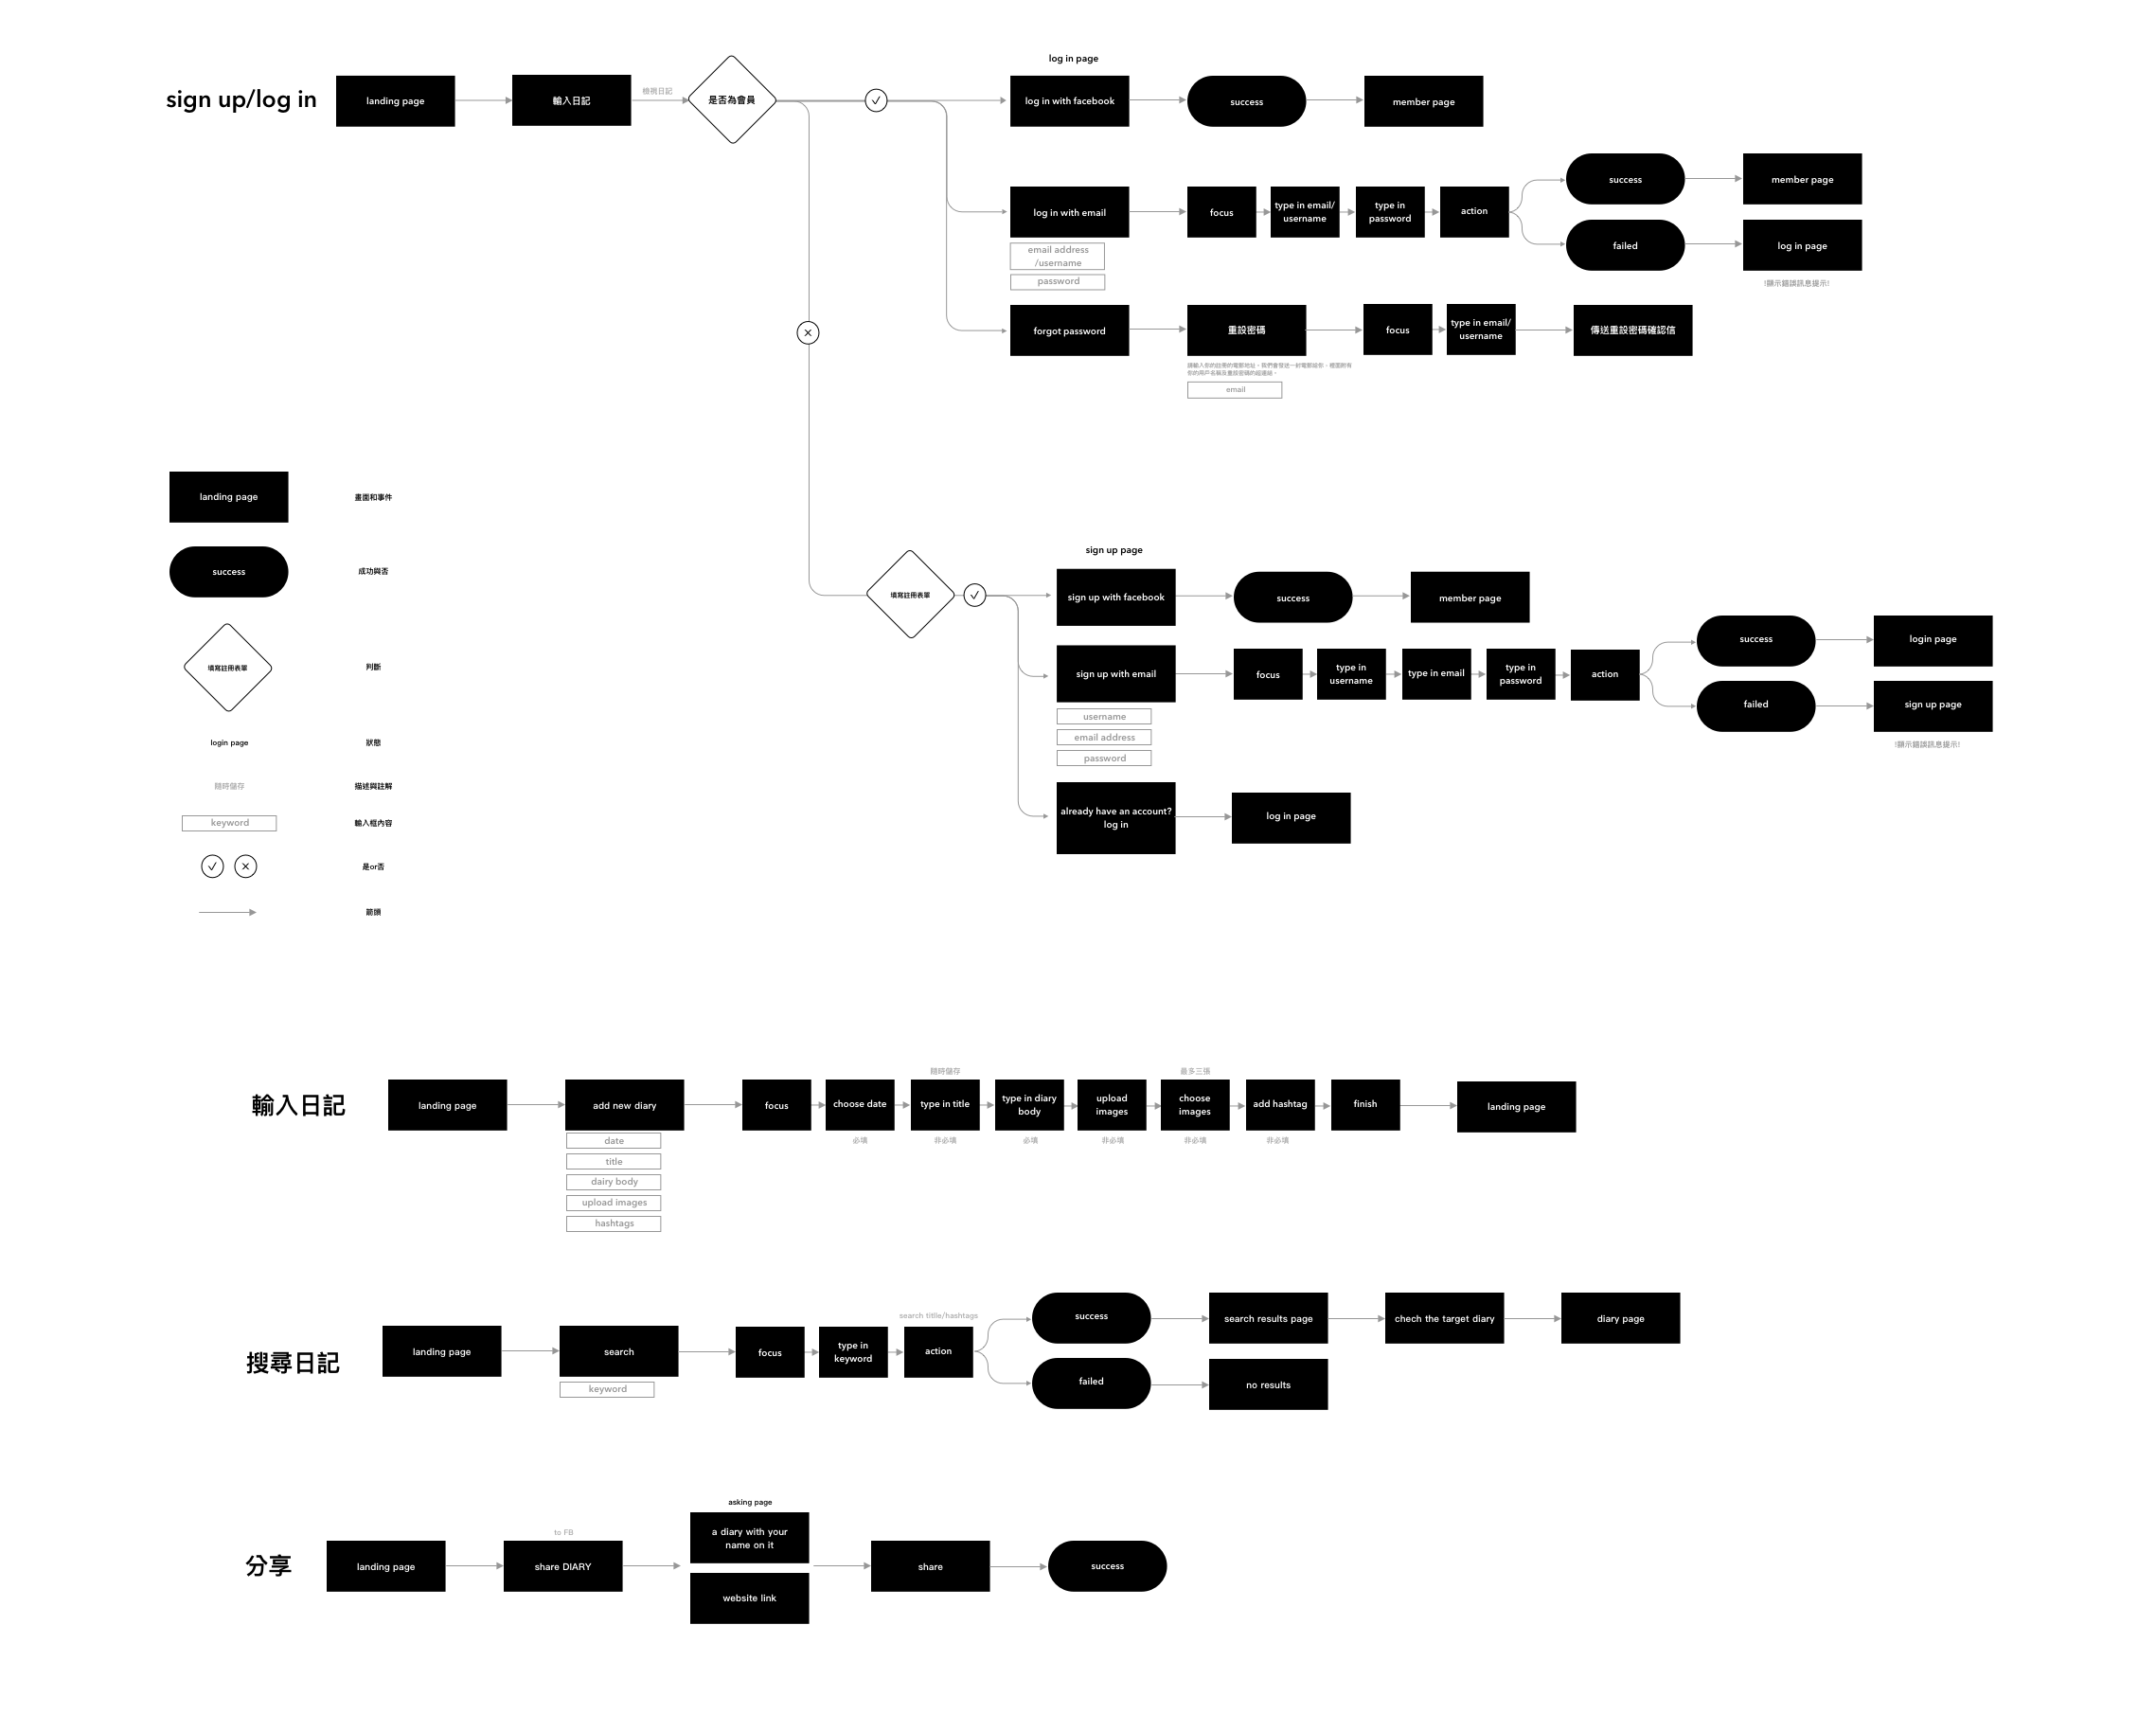 log in page
sign up/log in
landing page
輸入日記
檢視日記
是否為會員
log in with facebook
success
member page
log in with email
focus
type in email/
username
type in
password
action
success
member page
failed
log in page
!顯示錯誤訊息提示!
email address
/username
password
forgot password
重設密碼
focus
type in email/
username
傳送重設密碼確認信
email
landing page
畫面和事件
success
成功與否
填寫註冊表單
判斷
login page
狀態
隨時儲存
描述與註解
keyword
輸入框內容
是or否
箭頭
填寫註冊表單
sign up page
sign up with facebook
success
member page
sign up with email
focus
type in
username
type in email
type in
password
action
success
login page
failed
sign up page
!顯示錯誤訊息提示!
username
email address
password
already have an account?
log in
log in page
輸入日記
landing page
add new diary
focus
choose date
必填
隨時儲存
type in title
非必填
type in diary
body
必填
upload
images
非必填
最多三張
choose
images
非必填
add hashtag
非必填
finish
landing page
date
title
dairy body
upload images
hashtags
搜尋日記
landing page
search
keyword
focus
type in
keyword
search titile/hashtags
action
success
search results page
chech the target diary
diary page
failed
no results
分享
landing page
to FB
share DIARY
asking page
a diary with your
name on it
website link
share
success